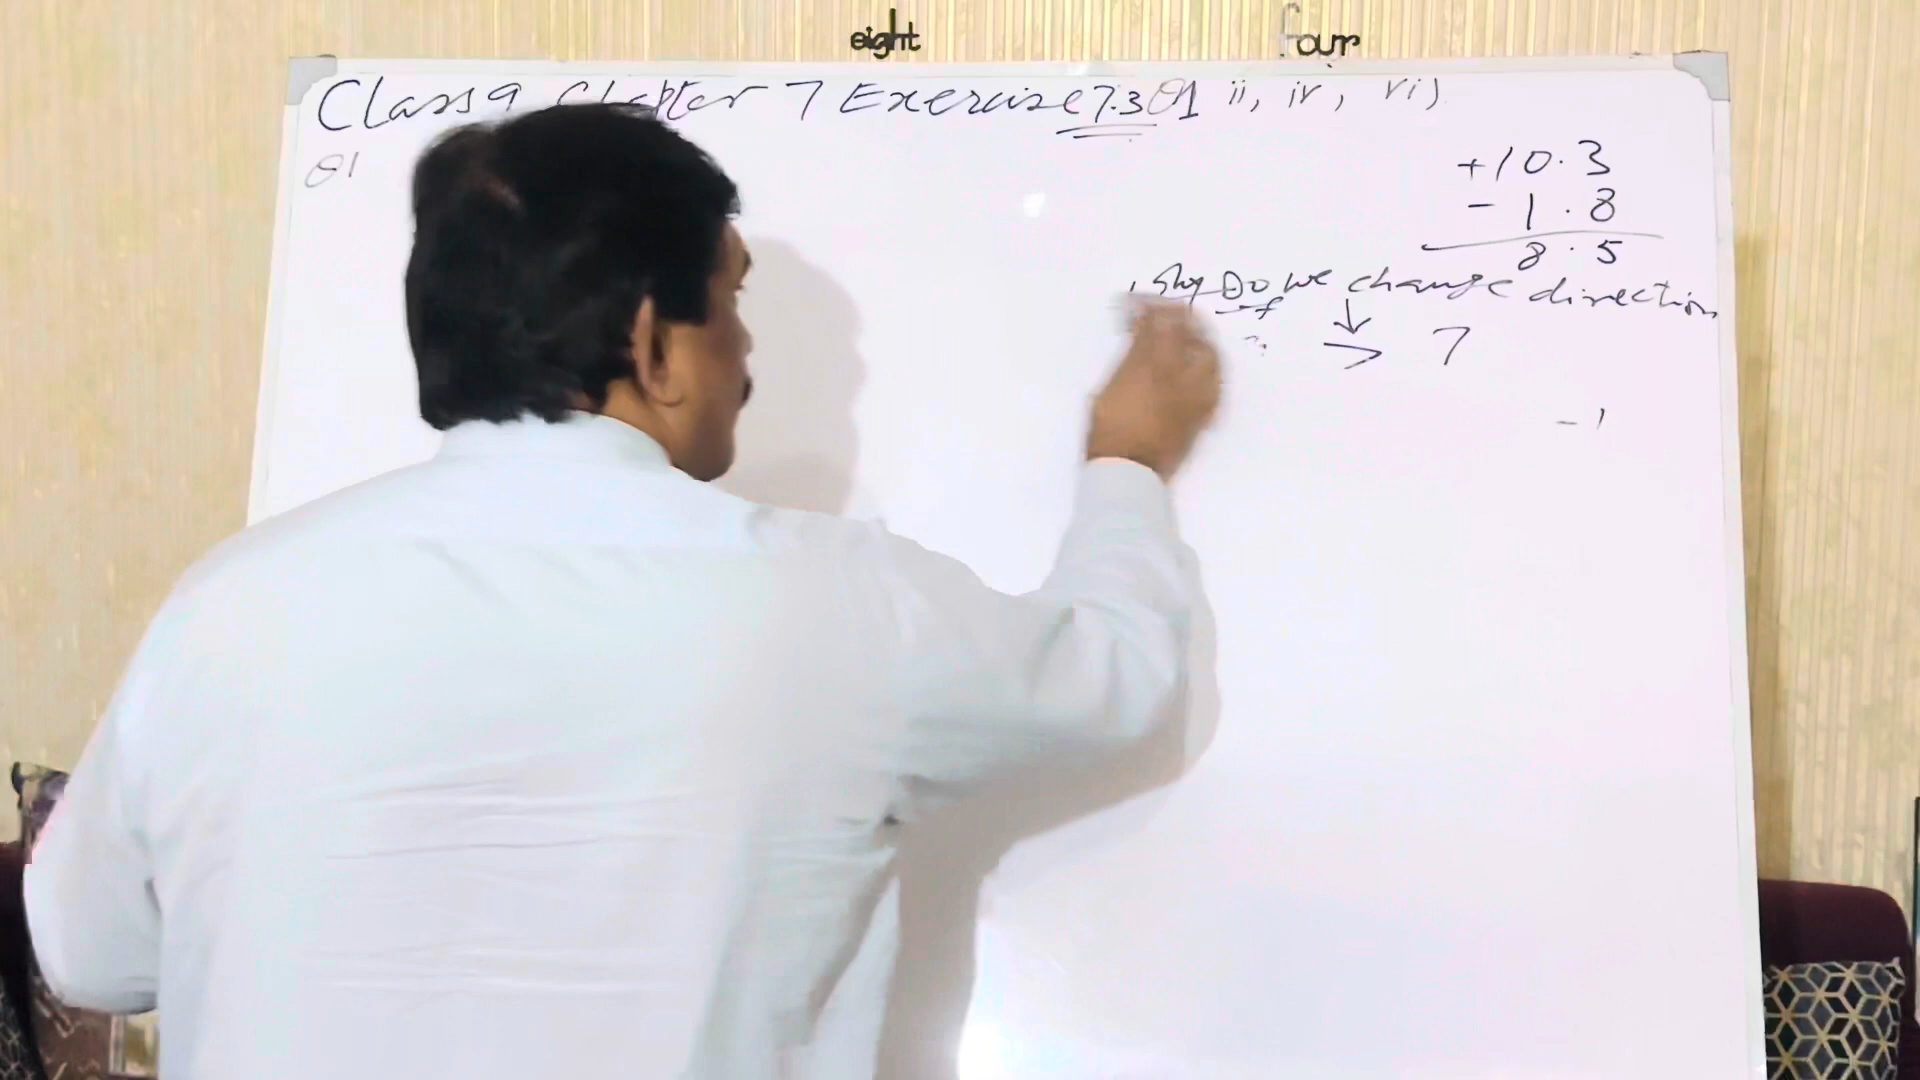 eight four
Class 9 Chapter 7 Exercise 7.3 Q1 ii, iv, vi)
Q1
+10.3
- 1.8
8.5
Why Do we change direction
of ↓
> 7
-1